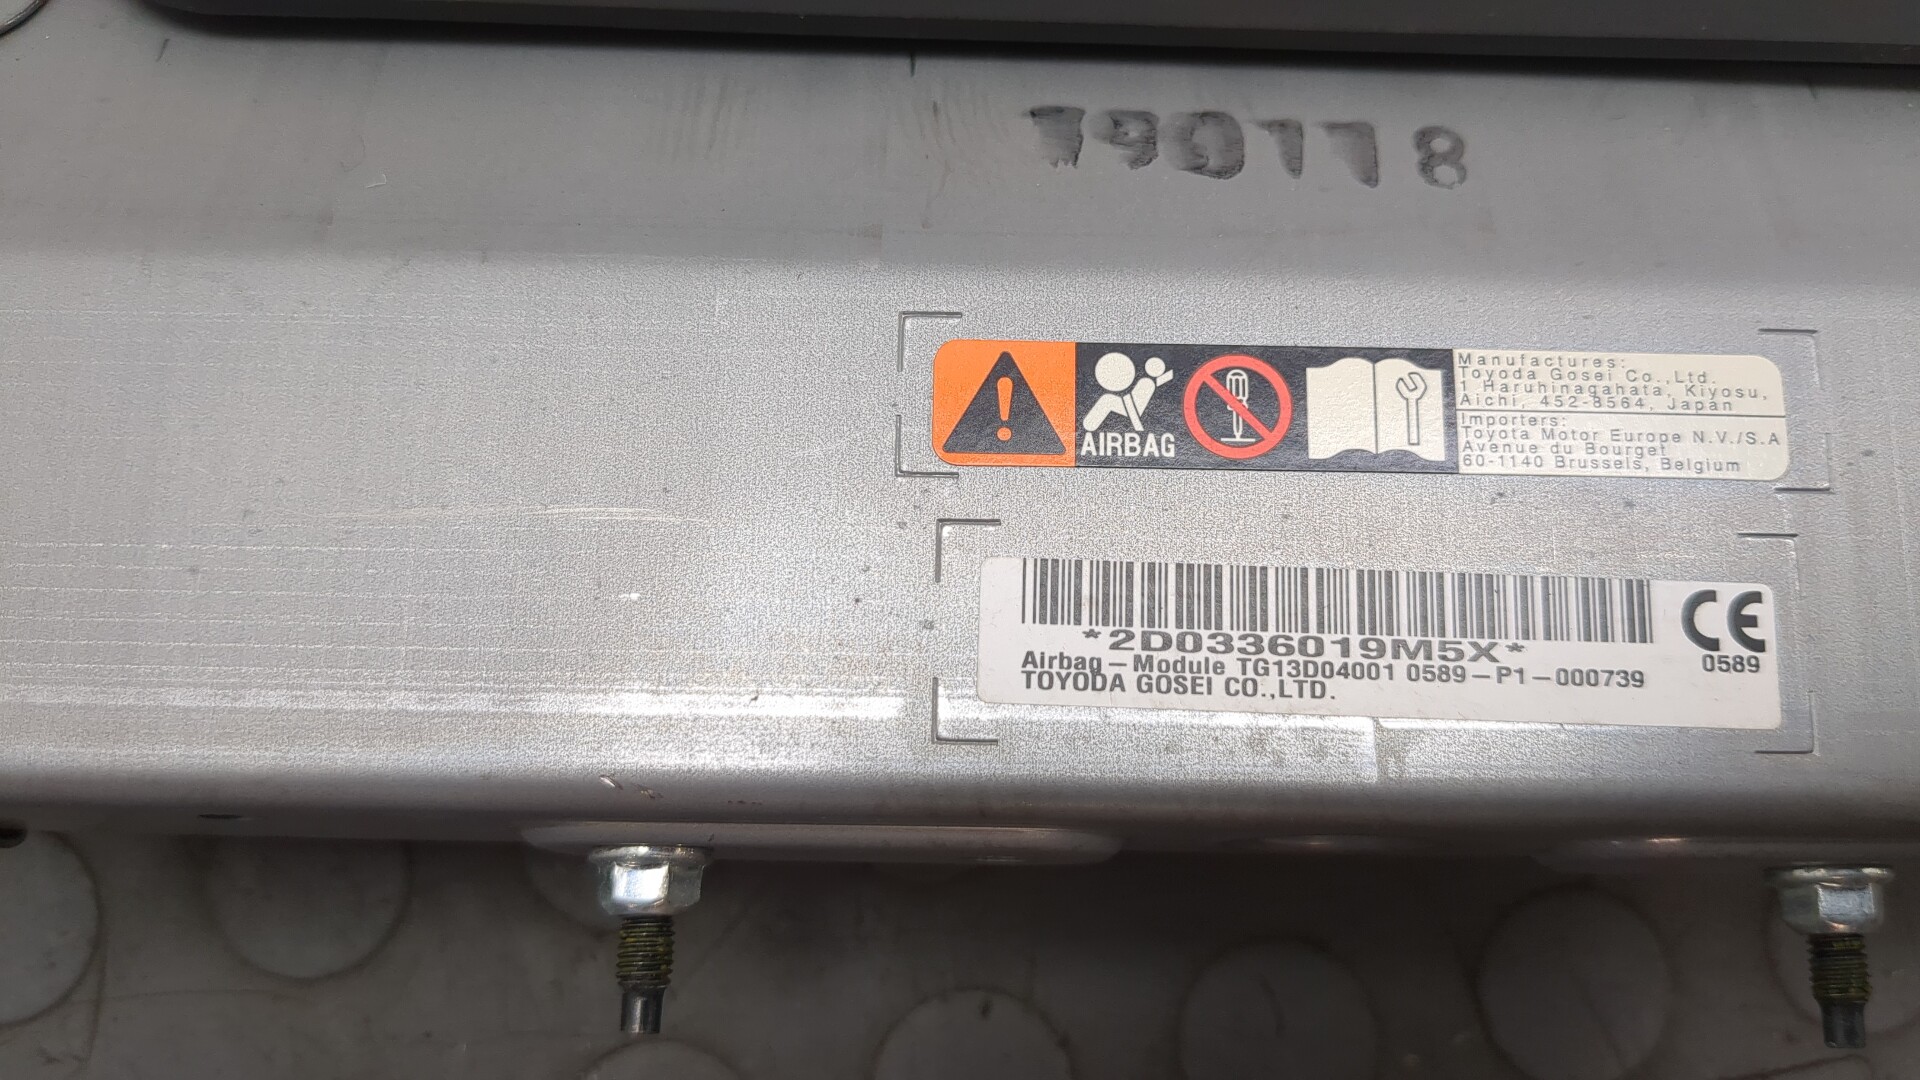 190118
AIRBAG
Manufactures:
Toyoda Gosei Co.,Ltd.
1 Haruhinagahata, Kiyosu,
Aichi, 452-8564, Japan
Importers:
Toyota Motor Europe N.V./S.A
Avenue du Bourget
60-1140 Brussels, Belgium
*2D0336019M5X*
Airbag-Module TG13D04001 0589-P1-000739
TOYODA GOSEI CO.,LTD.
CE
0589